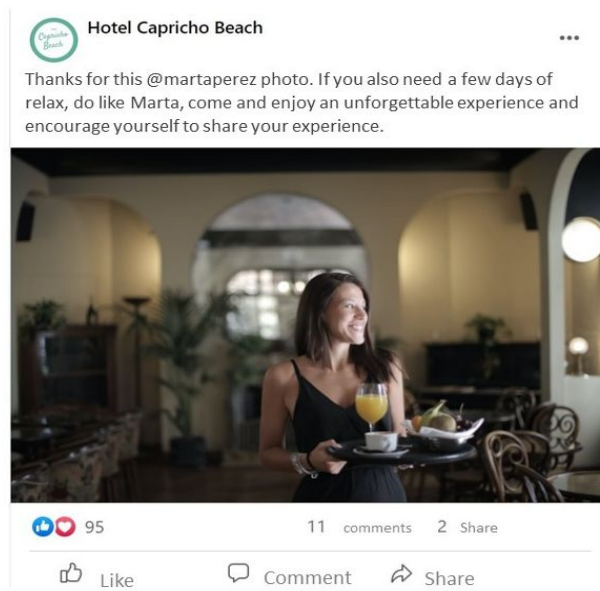 Capricho
Beach
Hotel Capricho Beach
Thanks for this @martaperez photo. If you also need a few days of
relax, do like Marta, come and enjoy an unforgettable experience and
encourage yourself to share your experience.
95
11 comments 2 Share
Like Comment Share